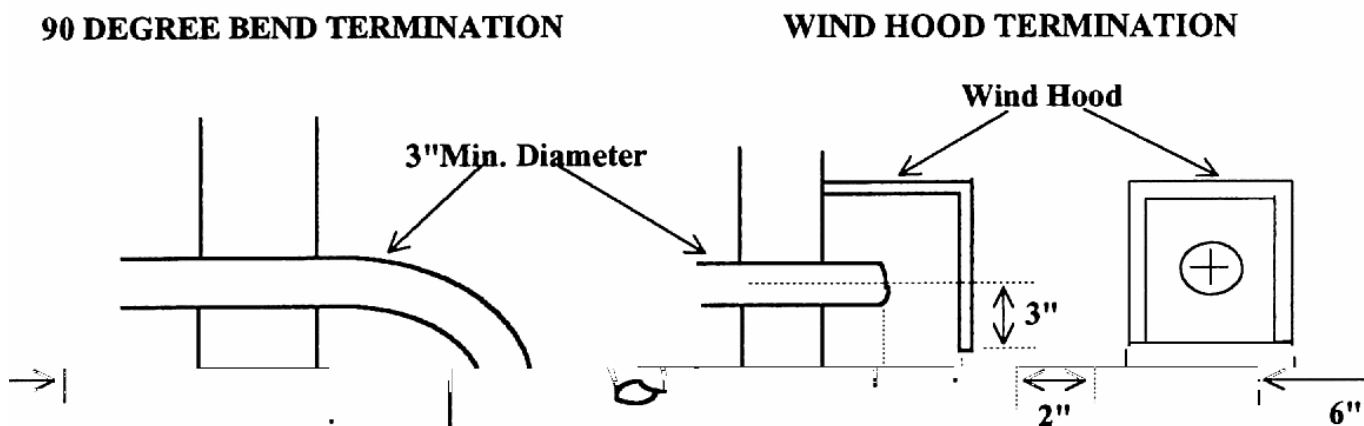 90 DEGREE BEND TERMINATION
WIND HOOD TERMINATION
Wind Hood
3"Min. Diameter
3"
2"
6"